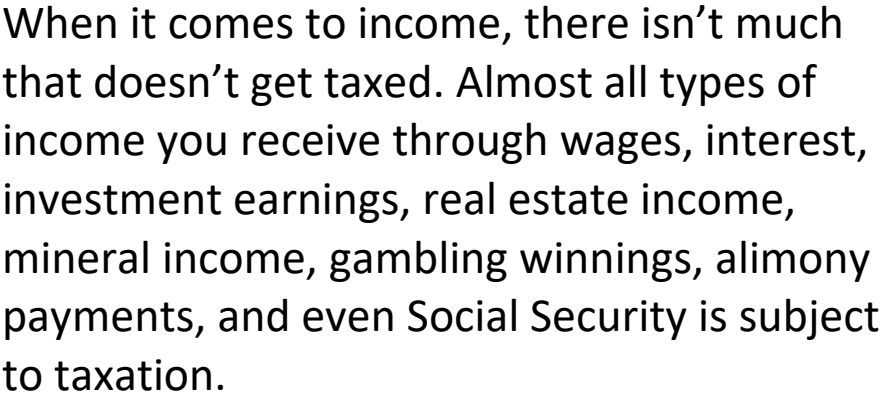 When it comes to income, there isn’t much
that doesn’t get taxed. Almost all types of
income you receive through wages, interest,
investment earnings, real estate income,
mineral income, gambling winnings, alimony
payments, and even Social Security is subject
to taxation.